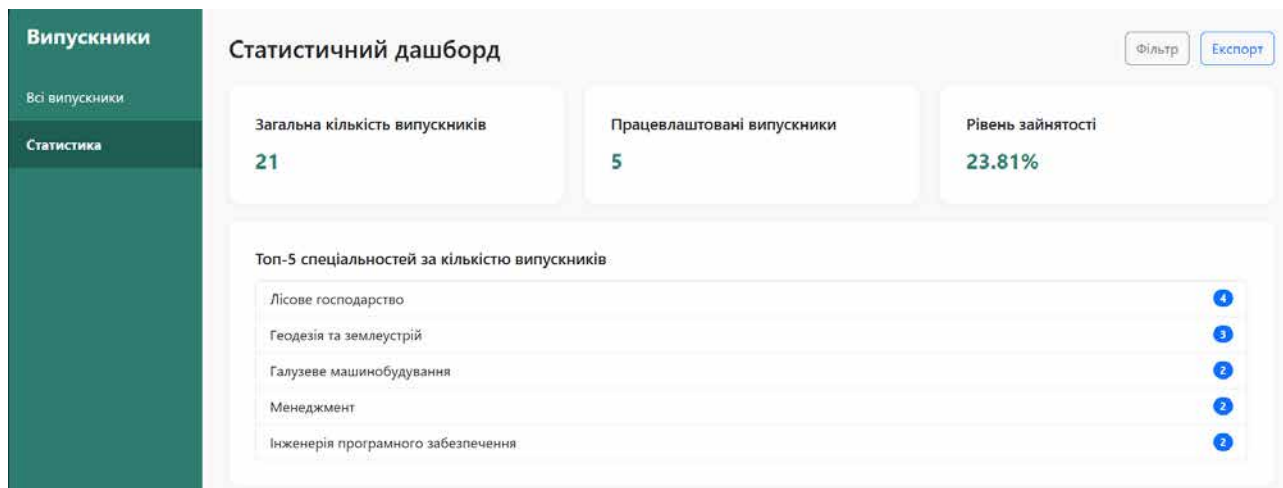 Випускники
Всі випускники
Статистика
Статистичний дашборд
Фільтр
Експорт
Загальна кількість випускників
21
Працевлаштовані випускники
5
Рівень зайнятості
23.81%
Топ-5 спеціальностей за кількістю випускників
Лісове господарство 4
Геодезія та землеустрій 3
Галузеве машинобудування 2
Менеджмент 2
Інженерія програмного забезпечення 2